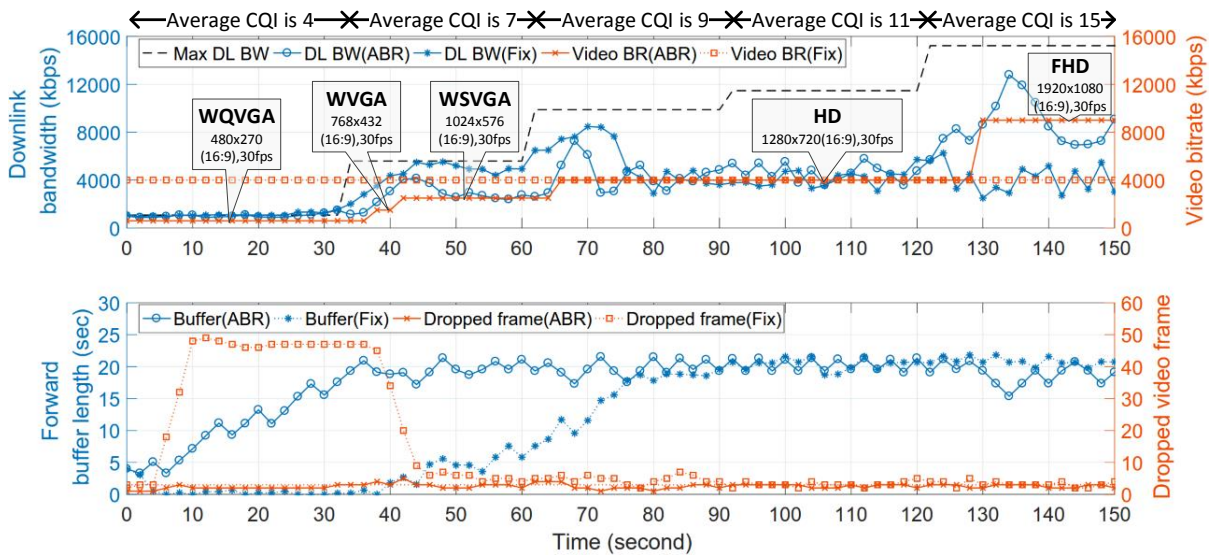 Average CQI is 4 Average CQI is 7 Average CQI is 9 Average CQI is 11 Average CQI is 15
Max DL BW DL BW(ABR) DL BW(Fix) Video BR(ABR) Video BR(Fix)
Downlink
bandwidth (kbps)
16000
12000
8000
4000
0
WQVGA
480x270
(16:9),30fps
WVGA
768x432
(16:9),30fps
WSVGA
1024x576
(16:9),30fps
HD
1280x720(16:9),30fps
FHD
1920x1080
(16:9),30fps
16000
12000
8000
4000
0
Video bitrate (kbps)
0 10 20 30 40 50 60 70 80 90 100 110 120 130 140 150
Buffer(ABR) Buffer(Fix) Dropped frame(ABR) Dropped frame(Fix)
Forward
buffer length (sec)
30
25
20
15
10
5
0
60
50
40
30
20
10
0
Dropped video frame
0 10 20 30 40 50 60 70 80 90 100 110 120 130 140 150
Time (second)